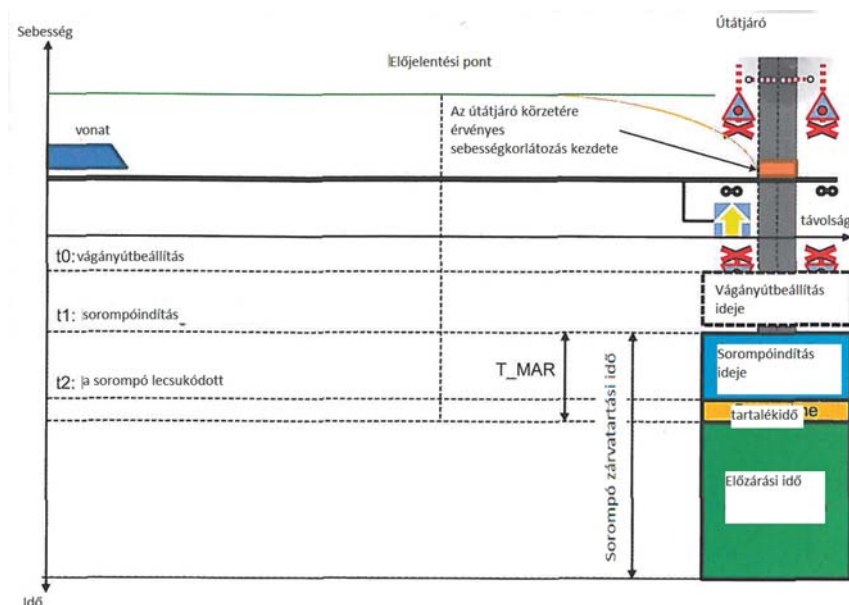 Sebesség
Útátjáró
Előjelentési pont
Az útátjáró körzetére
érvényes
sebességkorlátozás kezdete
vonat
távolság
t0: vágányútbeállítás
Vágányútbeállítás
ideje
t1: sorompóindítás
Sorompóindítás
ideje
T_MAR
Sorompó zárvatartási idő
t2: a sorompó lecsukódott
tartalékidő
Előzárási idő
Idő